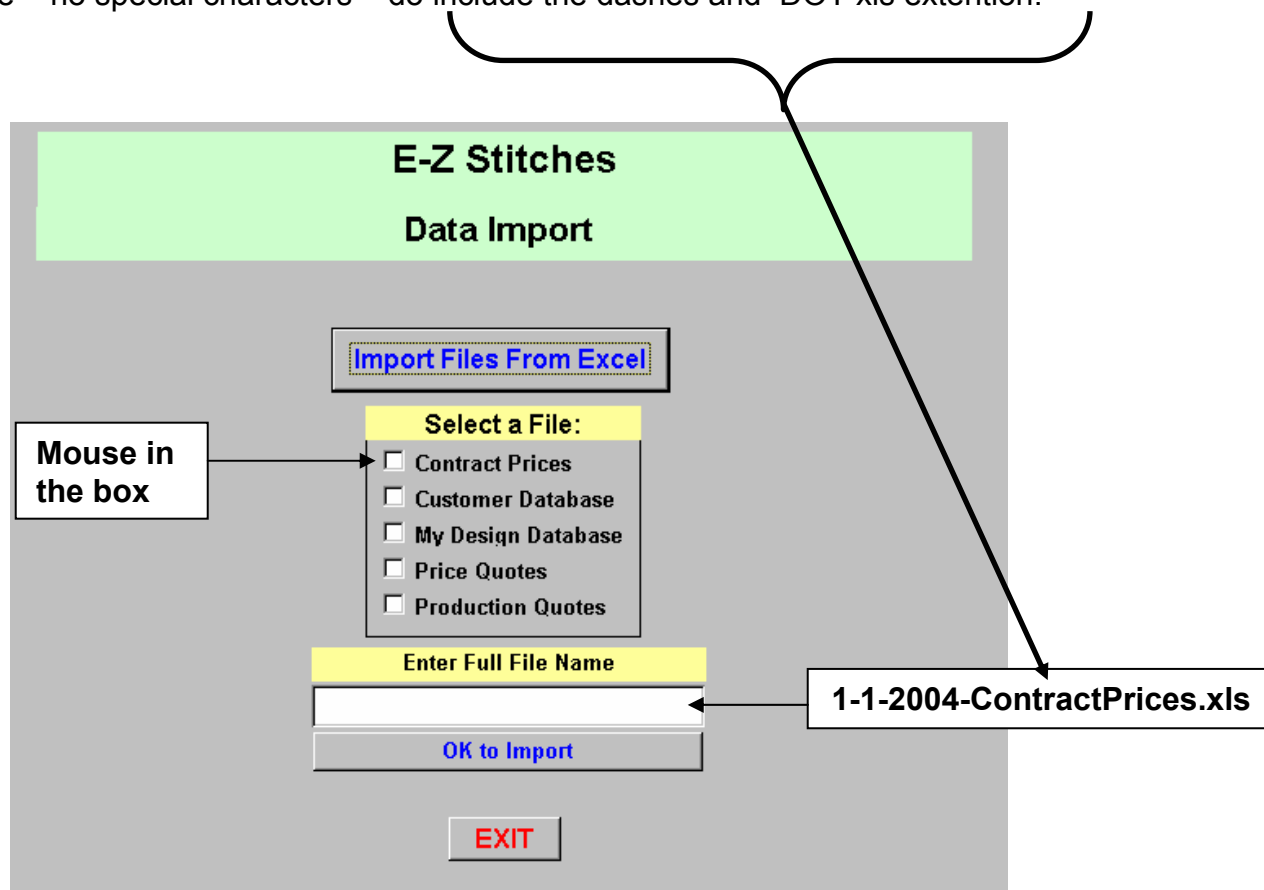 no special characters – do include the dashes and DOT xls extention.
E-Z Stitches
Data Import
Import Files From Excel
Select a File:
Mouse in
the box
Contract Prices
Customer Database
My Design Database
Price Quotes
Production Quotes
Enter Full File Name
1-1-2004-ContractPrices.xls
OK to Import
EXIT